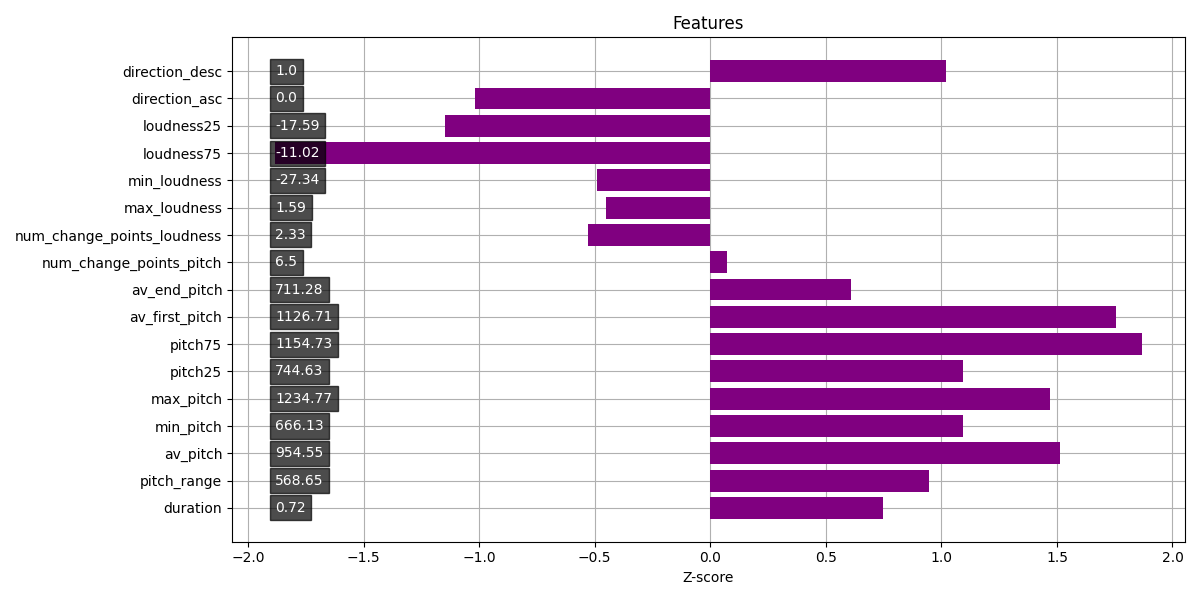 Features
direction_desc 1.0
direction_asc 0.0
loudness25 -17.59
loudness75 -11.02
min_loudness -27.34
max_loudness 1.59
num_change_points_loudness 2.33
num_change_points_pitch 6.5
av_end_pitch 711.28
av_first_pitch 1126.71
pitch75 1154.73
pitch25 744.63
max_pitch 1234.77
min_pitch 666.13
av_pitch 954.55
pitch_range 568.65
duration 0.72
−2.0 −1.5 −1.0 −0.5 0.0 0.5 1.0 1.5 2.0
Z-score